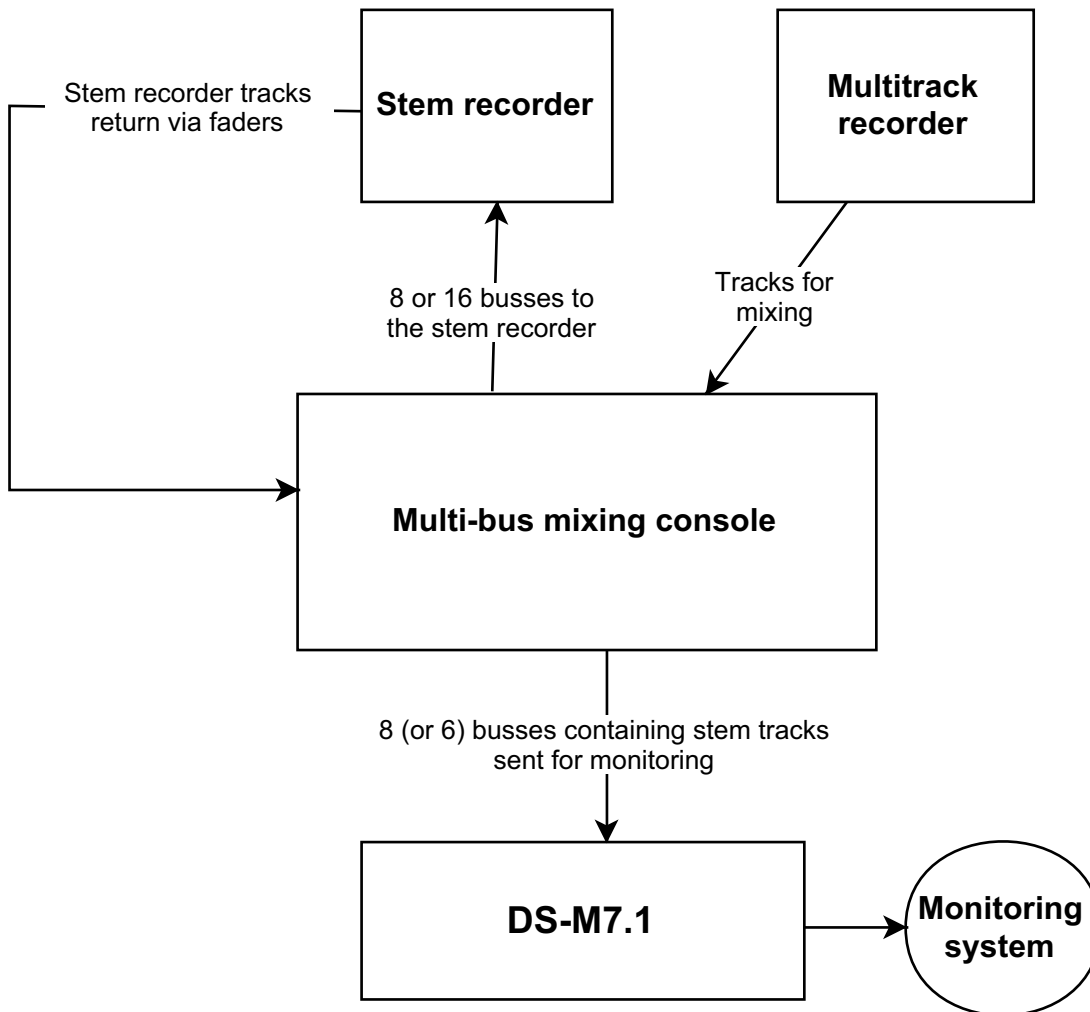 Stem recorder tracks
return via faders
Stem recorder
Multitrack
recorder
8 or 16 busses to
the stem recorder
Tracks for
mixing
Multi-bus mixing console
8 (or 6) busses containing stem tracks
sent for monitoring
DS-M7.1
Monitoring
system